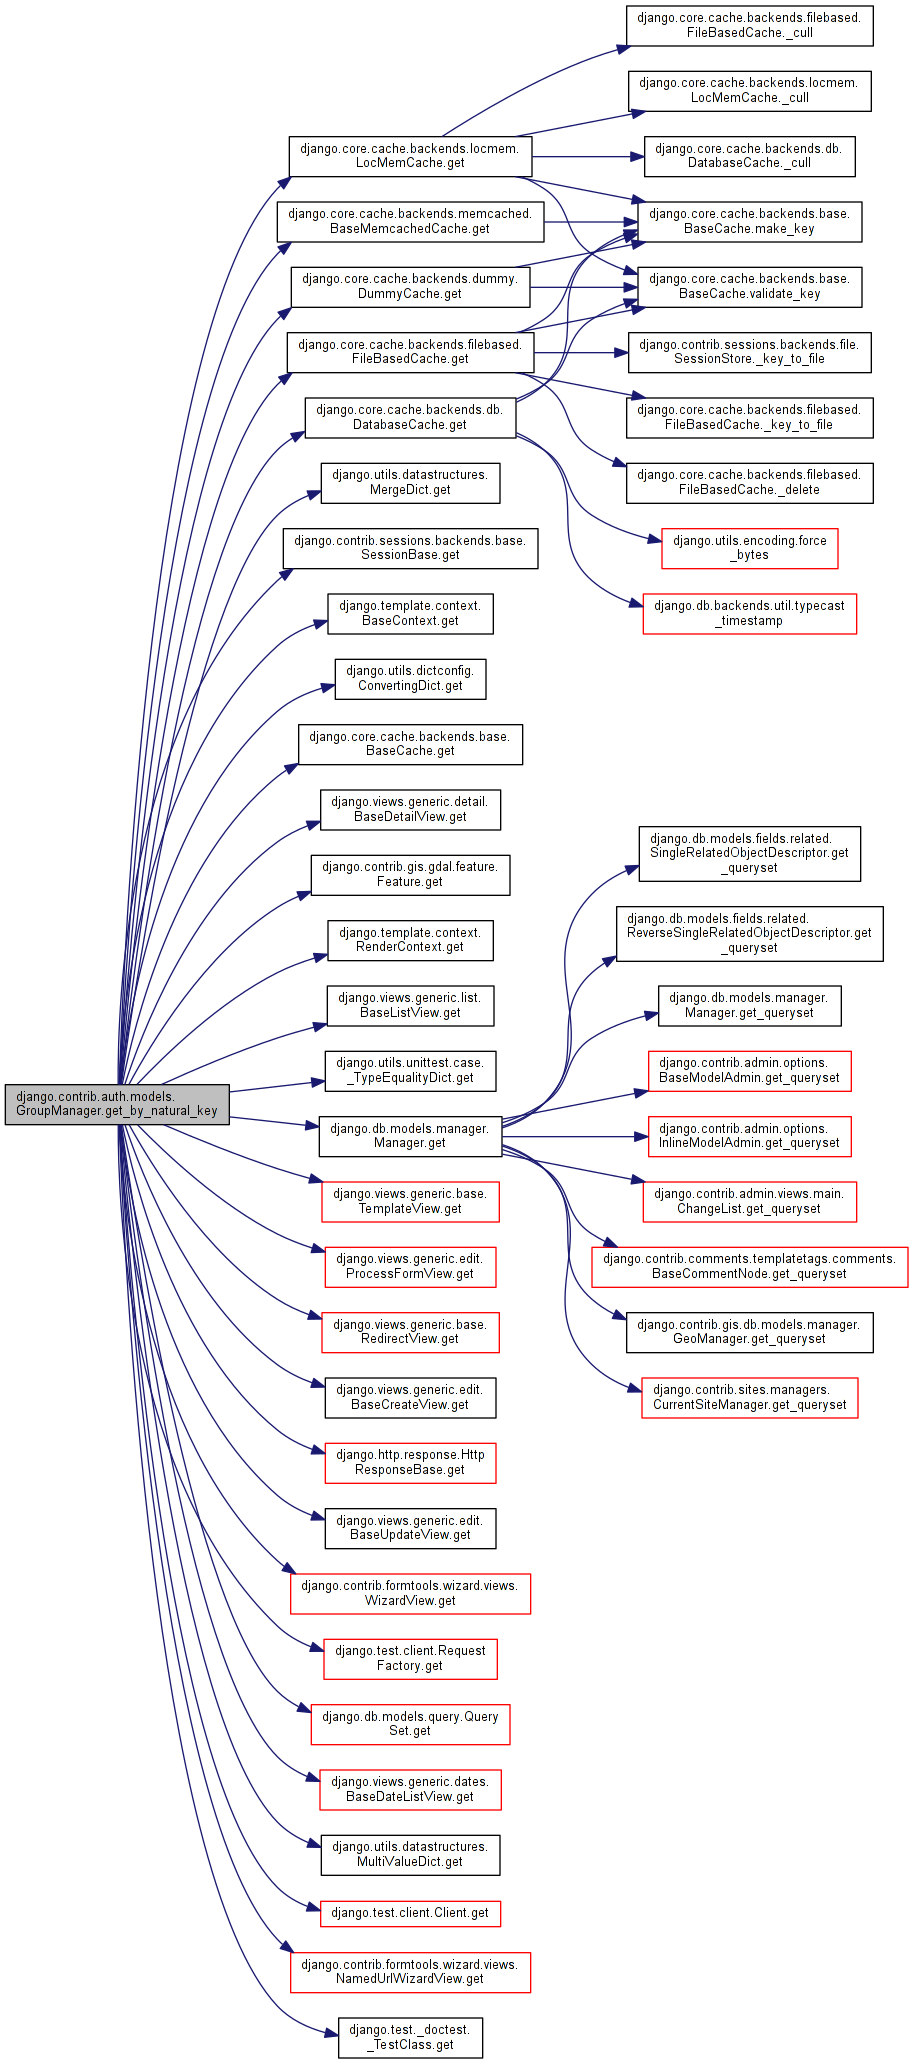 django.contrib.auth.models.
GroupManager.get_by_natural_key
django.core.cache.backends.locmem.
LocMemCache.get
django.core.cache.backends.memcached.
BaseMemcachedCache.get
django.core.cache.backends.dummy.
DummyCache.get
django.core.cache.backends.filebased.
FileBasedCache.get
django.core.cache.backends.db.
DatabaseCache.get
django.utils.datastructures.
MergeDict.get
django.contrib.sessions.backends.base.
SessionBase.get
django.template.context.
BaseContext.get
django.utils.dictconfig.
ConvertingDict.get
django.core.cache.backends.base.
BaseCache.get
django.views.generic.detail.
BaseDetailView.get
django.contrib.gis.gdal.feature.
Feature.get
django.template.context.
RenderContext.get
django.views.generic.list.
BaseListView.get
django.utils.unittest.case.
_TypeEqualityDict.get
django.db.models.manager.
Manager.get
django.views.generic.base.
TemplateView.get
django.views.generic.edit.
ProcessFormView.get
django.views.generic.base.
RedirectView.get
django.views.generic.edit.
BaseCreateView.get
django.http.response.Http
ResponseBase.get
django.views.generic.edit.
BaseUpdateView.get
django.contrib.formtools.wizard.views.
WizardView.get
django.test.client.Request
Factory.get
django.db.models.query.Query
Set.get
django.views.generic.dates.
BaseDateListView.get
django.utils.datastructures.
MultiValueDict.get
django.test.client.Client.get
django.contrib.formtools.wizard.views.
NamedUrlWizardView.get
django.test._doctest.
_TestClass.get
django.core.cache.backends.filebased.
FileBasedCache._cull
django.core.cache.backends.locmem.
LocMemCache._cull
django.core.cache.backends.db.
DatabaseCache._cull
django.core.cache.backends.base.
BaseCache.make_key
django.core.cache.backends.base.
BaseCache.validate_key
django.contrib.sessions.backends.file.
SessionStore._key_to_file
django.core.cache.backends.filebased.
FileBasedCache._key_to_file
django.core.cache.backends.filebased.
FileBasedCache._delete
django.utils.encoding.force
_bytes
django.db.backends.util.typecast
_timestamp
django.db.models.fields.related.
SingleRelatedObjectDescriptor.get
_queryset
django.db.models.fields.related.
ReverseSingleRelatedObjectDescriptor.get
_queryset
django.db.models.manager.
Manager.get_queryset
django.contrib.admin.options.
BaseModelAdmin.get_queryset
django.contrib.admin.options.
InlineModelAdmin.get_queryset
django.contrib.admin.views.main.
ChangeList.get_queryset
django.contrib.comments.templatetags.comments.
BaseCommentNode.get_queryset
django.contrib.gis.db.models.manager.
GeoManager.get_queryset
django.contrib.sites.managers.
CurrentSiteManager.get_queryset